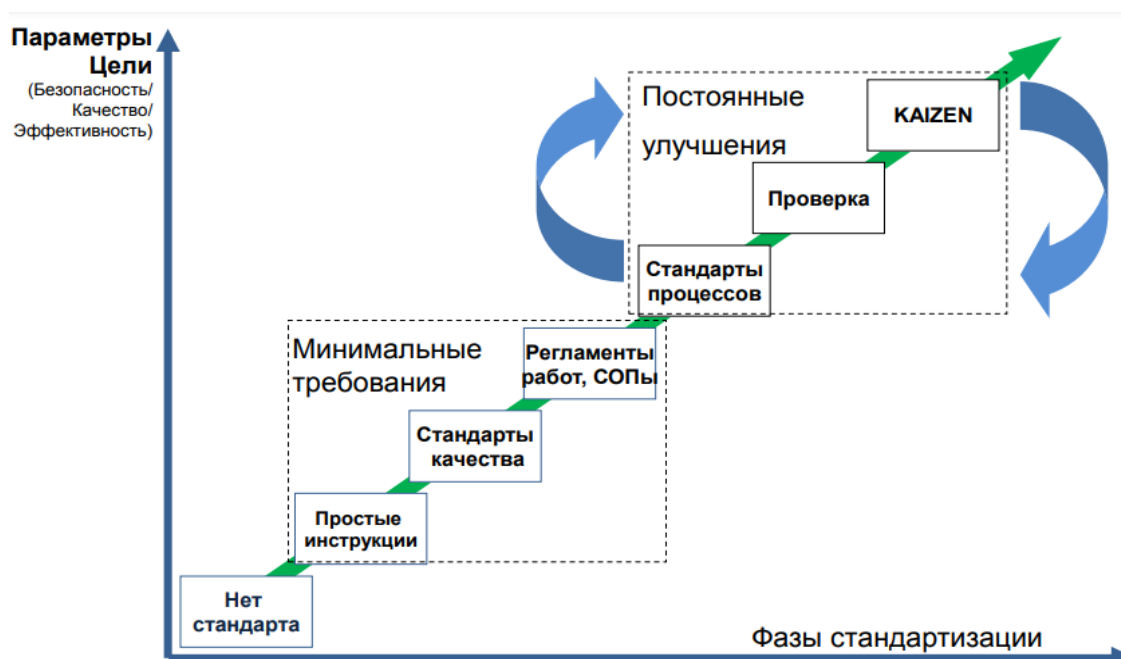 Параметры
Цели
(Безопасность/
Качество/
Эффективность)
Постоянные
улучшения
KAIZEN
Проверка
Стандарты
процессов
Минимальные
требования
Регламенты
работ, СОПы
Стандарты
качества
Простые
инструкции
Нет
стандарта
Фазы стандартизации